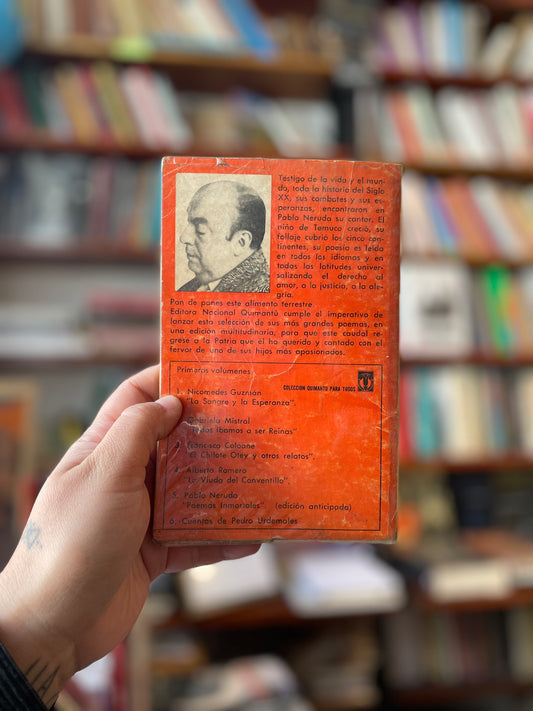 Testigo de la vida y el mun-
do, toda la historia del Siglo
XX, sus combates y sus es-
peranzas, encontraron en
Pablo Neruda su cantor. El
niño de Temuco creció, su
follaje cubrió los cinco con-
tinentes, su poesía es leída
en todos los idiomas y en
todas las latitudes univer-
salizando el derecho al
amor, a la justicia, a la ale-
gría.
Pan de panes este alimento terrestre
Editora Nacional Quimantú cumple el imperativo de
lanzar esta selección de sus más grandes poemas, en
una edición multitudinaria, para que este caudal re-
grese a la Patria que él ha querido y cantado con el
fervor de uno de sus hijos más apasionados.
Primeros volúmenes
COLECCION QUIMANTU PARA TODOS
1. Nicomedes Guzmán
"La Sangre y la Esperanza".
Gabriela Mistral
"Todas Ibamos a ser Reinas"
3. Francisco Coloane
"El Chilote Otey y otros relatos".
4. Alberto Romero
"La Viuda del Conventillo".
5. Pablo Neruda
"Poemas Inmortales". (edición anticipada)
6. Cuentos de Pedro Urdemales